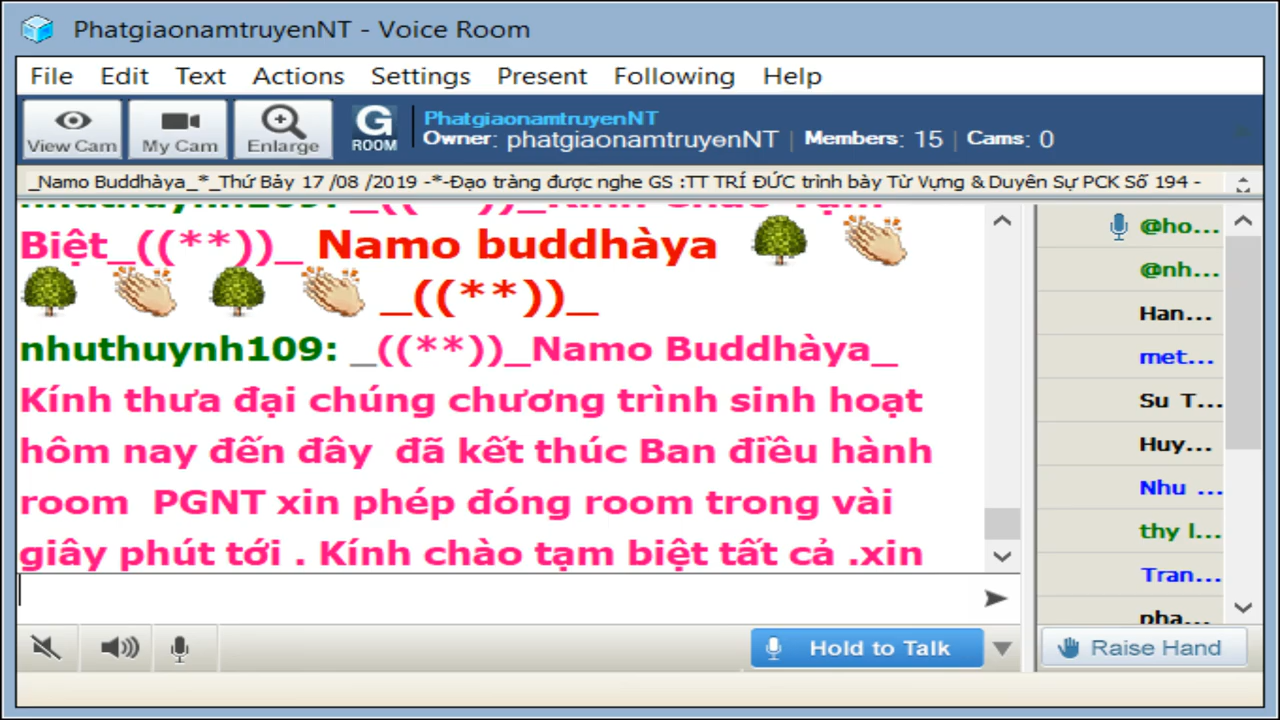 PhatgiaonamtruyenNT - Voice Room
File Edit Text Actions Settings Present Following Help
View Cam My Cam Enlarge G ROOM
PhatgiaonamtruyenNT
Owner: phatgiaonamtruyenNT | Members: 15 | Cams: 0
_Namo Buddhàya_*_Thứ Bảy 17 /08 /2019 -*-Đạo tràng được nghe GS :TT TRÍ ĐỨC trình bày Từ Vựng & Duyên Sự PCK Số 194 -
Biệt_((**))_ Namo buddhàya
_((**))_
nhuthuynh109: _((**))_Namo Buddhàya_
Kính thưa đại chúng chương trình sinh hoạt
hôm nay đến đây đã kết thúc Ban điều hành
room PGNT xin phép đóng room trong vài
giây phút tới . Kính chào tạm biệt tất cả .xin
@ho...
@nh...
Han...
met...
Su T...
Huy...
Nhu ...
thy l...
Tran...
pha...
Hold to Talk
Raise Hand